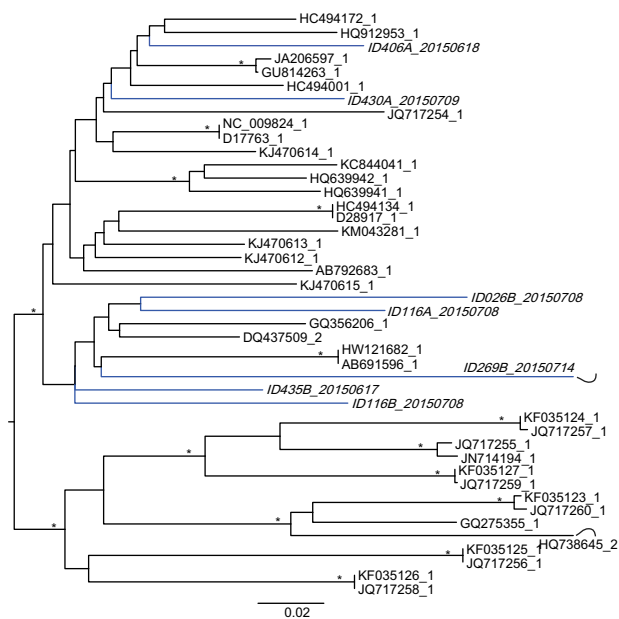 HC494172_1
HQ912953_1
ID406A_20150618
* JA206597_1
GU814263_1
HC494001_1
ID430A_20150709
JQ717254_1
* NC_009824_1
D17763_1
KJ470614_1
KC844041_1
* HQ639942_1
HQ639941_1
* HC494134_1
D28917_1
KM043281_1
KJ470613_1
KJ470612_1
AB792683_1
KJ470615_1
ID026B_20150708
*
ID116A_20150708
GQ356206_1
DQ437509_2
* HW121682_1
AB691596_1
ID269B_20150714
ID435B_20150617
ID116B_20150708
* KF035124_1
JQ717257_1
* JQ717255_1
* JN714194_1
* KF035127_1
JQ717259_1
* KF035123_1
JQ717260_1
* GQ275355_1
* HQ738645_2
* KF035125_1
JQ717256_1
* KF035126_1
JQ717258_1
0.02